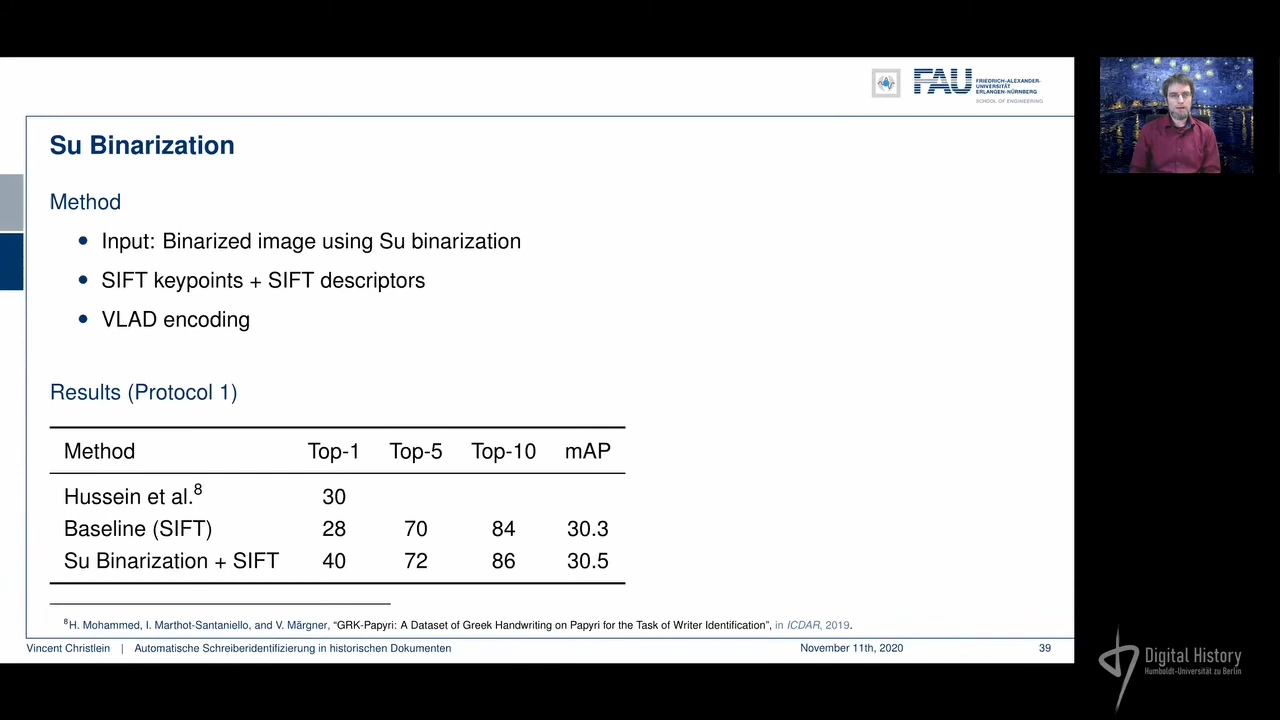 FAU FRIEDRICH-ALEXANDER-
UNIVERSITÄT
ERLANGEN-NÜRNBERG
SCHOOL OF ENGINEERING
Su Binarization
Method
• Input: Binarized image using Su binarization
• SIFT keypoints + SIFT descriptors
• VLAD encoding
Results (Protocol 1)
Method Top-1 Top-5 Top-10 mAP
Hussein et al.8 30
Baseline (SIFT) 28 70 84 30.3
Su Binarization + SIFT 40 72 86 30.5
8H. Mohammed, I. Marthot-Santaniello, and V. Märgner, “GRK-Papyri: A Dataset of Greek Handwriting on Papyri for the Task of Writer Identification”, in ICDAR, 2019.
Vincent Christlein | Automatische Schreiberidentifizierung in historischen Dokumenten November 11th, 2020 39
Digital History
Humboldt-Universität zu Berlin